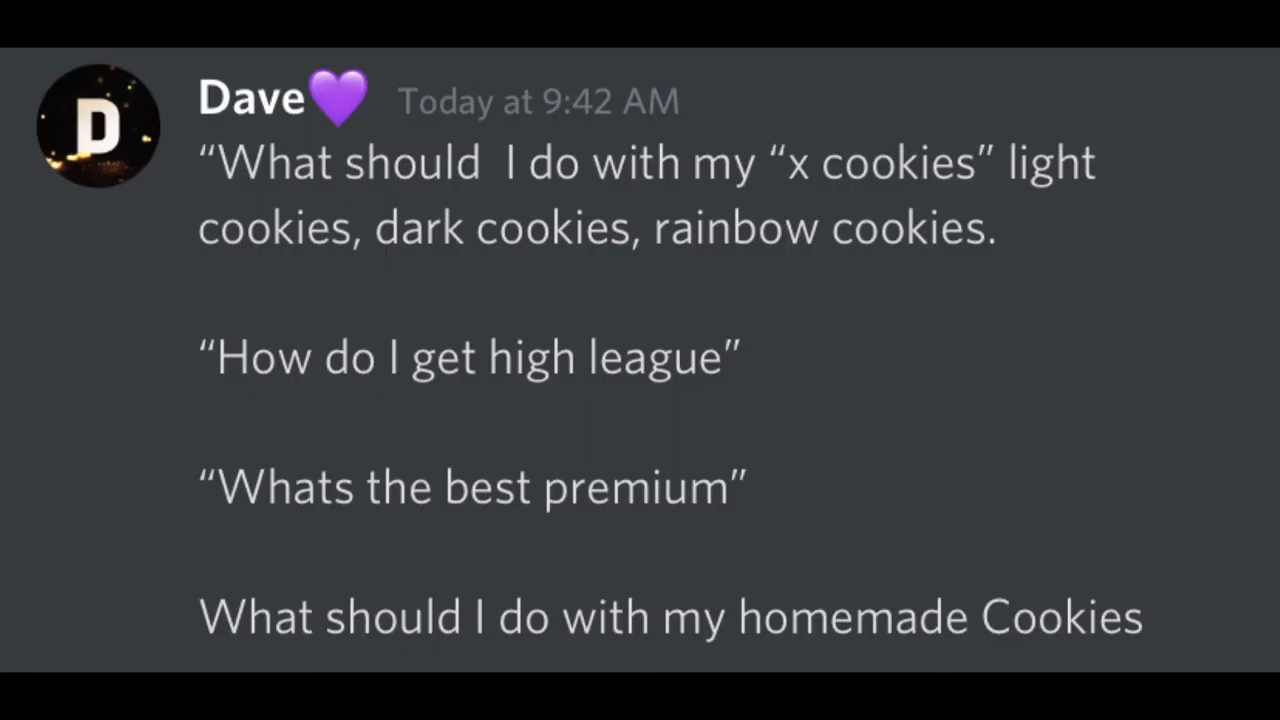 D
Dave💜 Today at 9:42 AM
“What should  I do with my “x cookies” light
cookies, dark cookies, rainbow cookies.
“How do I get high league”
“Whats the best premium”
What should I do with my homemade Cookies